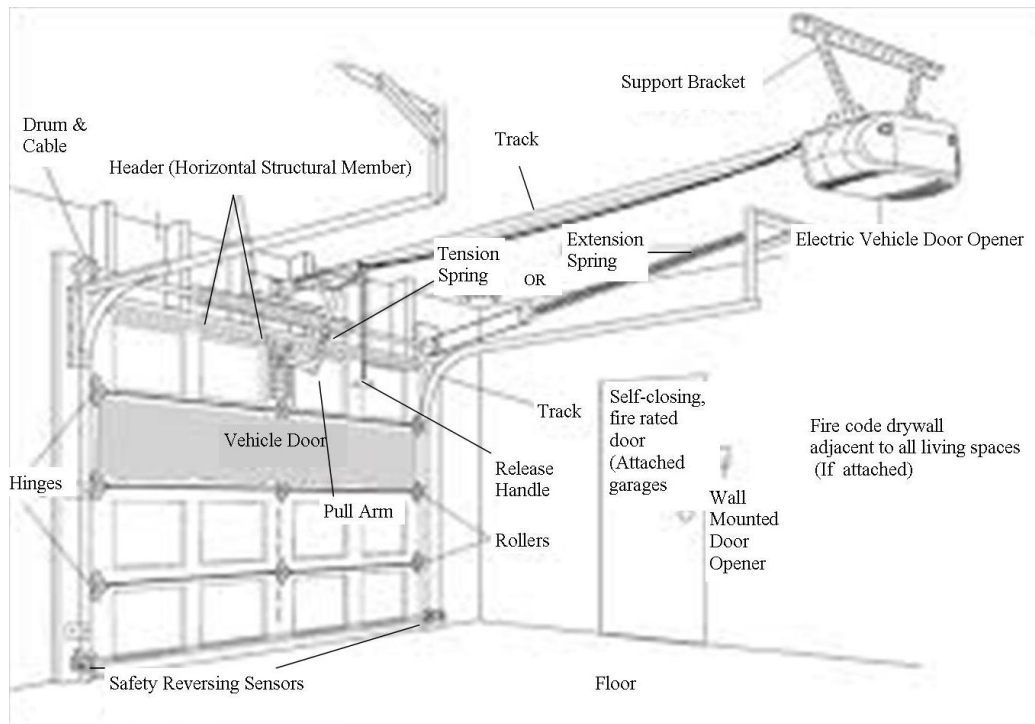 Support Bracket
Drum &
Cable
Header (Horizontal Structural Member)
Track
Tension
Spring
OR
Extension
Spring
Electric Vehicle Door Opener
Self-closing,
fire rated
door
(Attached
garages
Fire code drywall
adjacent to all living spaces
(If attached)
Track
Vehicle Door
Hinges
Release
Handle
Pull Arm
Wall
Mounted
Door
Opener
Rollers
Safety Reversing Sensors
Floor